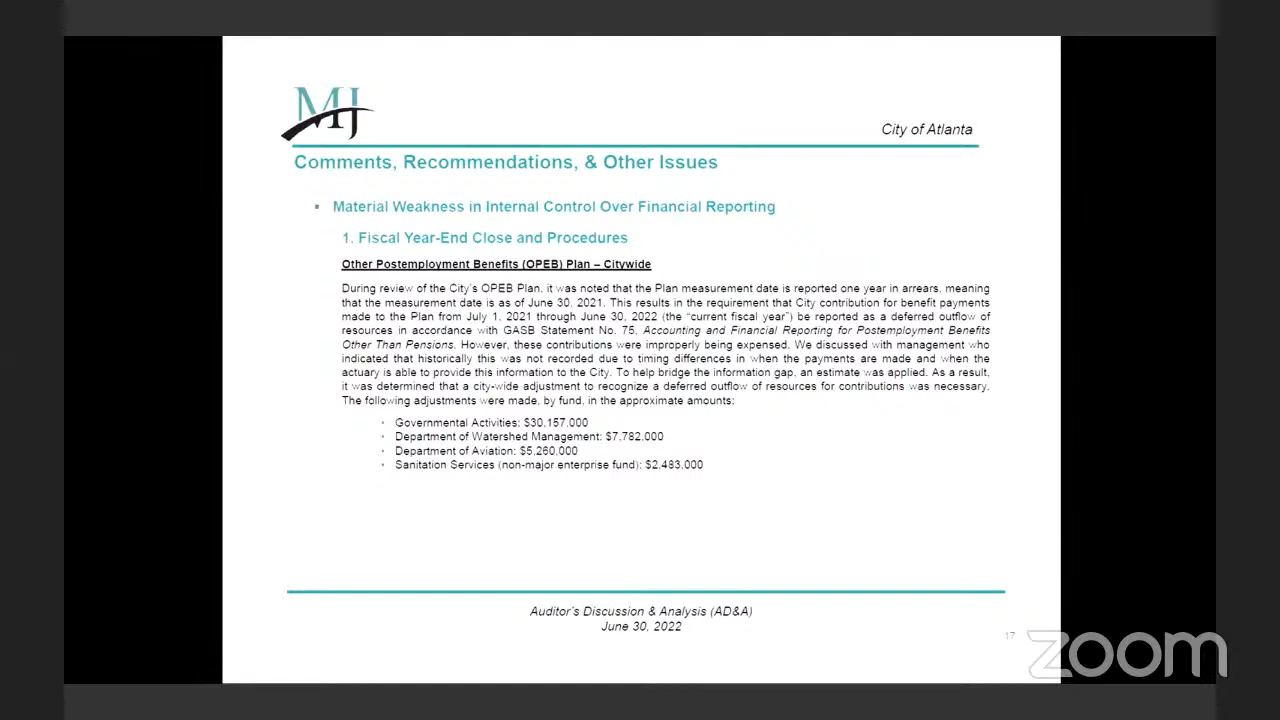 MJ
City of Atlanta
Comments, Recommendations, & Other Issues
▪ Material Weakness in Internal Control Over Financial Reporting
1. Fiscal Year-End Close and Procedures
Other Postemployment Benefits (OPEB) Plan – Citywide
During review of the City's OPEB Plan, it was noted that the Plan measurement date is reported one year in arrears, meaning
that the measurement date is as of June 30, 2021. This results in the requirement that City contribution for benefit payments
made to the Plan from July 1, 2021 through June 30, 2022 (the “current fiscal year”) be reported as a deferred outflow of
resources in accordance with GASB Statement No. 75, Accounting and Financial Reporting for Postemployment Benefits
Other Than Pensions. However, these contributions were improperly being expensed. We discussed with management who
indicated that historically this was not recorded due to timing differences in when the payments are made and when the
actuary is able to provide this information to the City. To help bridge the information gap, an estimate was applied. As a result,
it was determined that a city-wide adjustment to recognize a deferred outflow of resources for contributions was necessary.
The following adjustments were made, by fund, in the approximate amounts:
· Governmental Activities: $30,157,000
· Department of Watershed Management: $7,782,000
· Department of Aviation: $5,260,000
· Sanitation Services (non-major enterprise fund): $2,483,000
Auditor's Discussion & Analysis (AD&A)
June 30, 2022
17
zoom